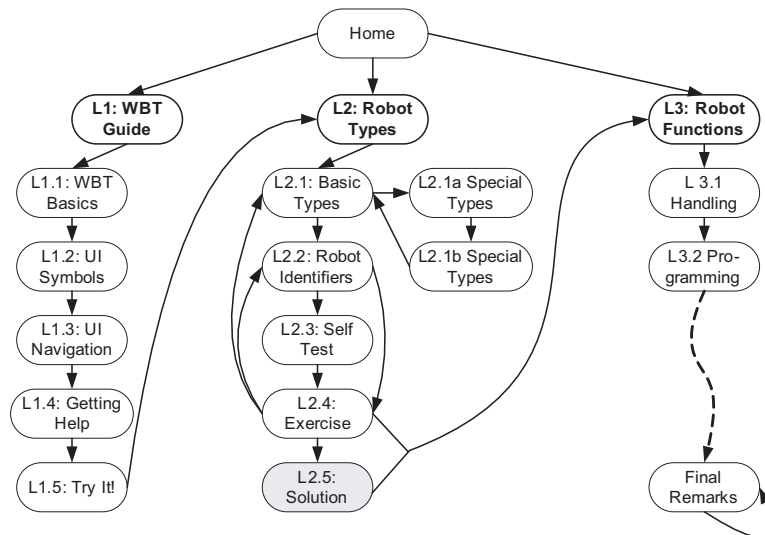 Home
L1: WBT
Guide
L2: Robot
Types
L3: Robot
Functions
L1.1: WBT
Basics
L2.1: Basic
Types
L2.1a Special
Types
L 3.1
Handling
L1.2: UI
Symbols
L2.2: Robot
Identifiers
L2.1b Special
Types
L3.2 Pro-
gramming
L1.3: UI
Navigation
L2.3: Self
Test
L1.4: Getting
Help
L2.4:
Exercise
L1.5: Try It!
L2.5:
Solution
Final
Remarks